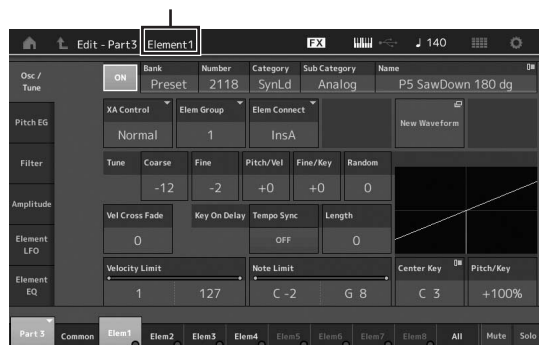 Edit - Part3 Element1 FX 140
Osc / Tune
ON
Bank Number Category Sub Category Name
Preset 2118 SynLd Analog P5 SawDown 180 dg
Pitch EG
XA Control Elem Group Elem Connect
Normal 1 InsA
New Waveform
Filter
Tune Coarse Fine Pitch/Vel Fine/Key Random
-12 -2 +0 +0 0
Amplitude
Vel Cross Fade Key On Delay Tempo Sync Length
0 OFF 0
Element LFO
Velocity Limit Note Limit Center Key Pitch/Key
1 127 C -2 G 8 C 3 +100%
Element EQ
Part 3 Common Elem1 Elem2 Elem3 Elem4 Elem5 Elem6 Elem7 Elem8 All Mute Solo